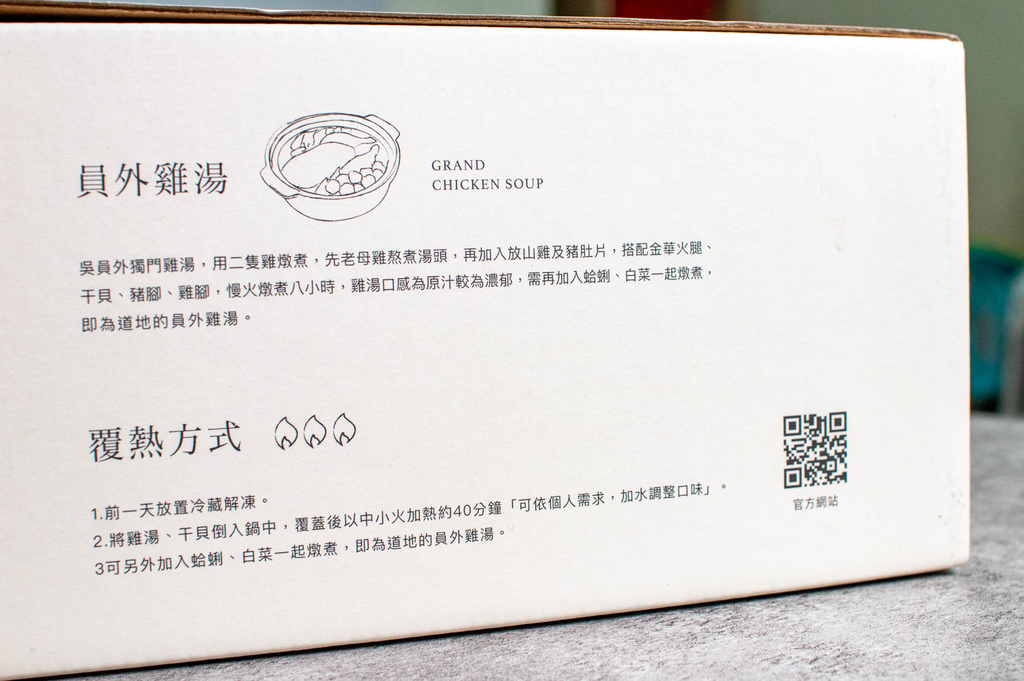 員外雞湯
GRAND
CHICKEN SOUP
吳員外獨門雞湯，用二隻雞燉煮，先老母雞熬煮湯頭，再加入放山雞及豬肚片，搭配金華火腿、
干貝、豬腳、雞腳，慢火燉煮八小時，雞湯口感為原汁較為濃郁，需再加入蛤蜊、白菜一起燉煮，
即為道地的員外雞湯。
覆熱方式
1.前一天放置冷藏解凍。
2.將雞湯、干貝倒入鍋中，覆蓋後以中小火加熱約40分鐘「可依個人需求，加水調整口味」。
3可另外加入蛤蜊、白菜一起燉煮，即為道地的員外雞湯。
官方網站